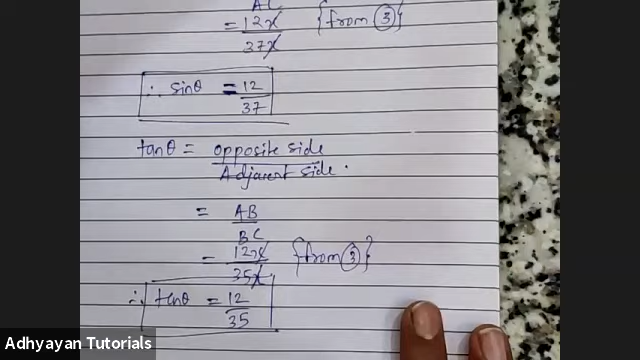 AC
= 12x {from ③}
37x
∴ sinθ = 12
37
tanθ = opposite side
Adjacent side.
= AB
BC
= 12x {from ③}
35x
∴ tanθ = 12
35
Adhyayan Tutorials